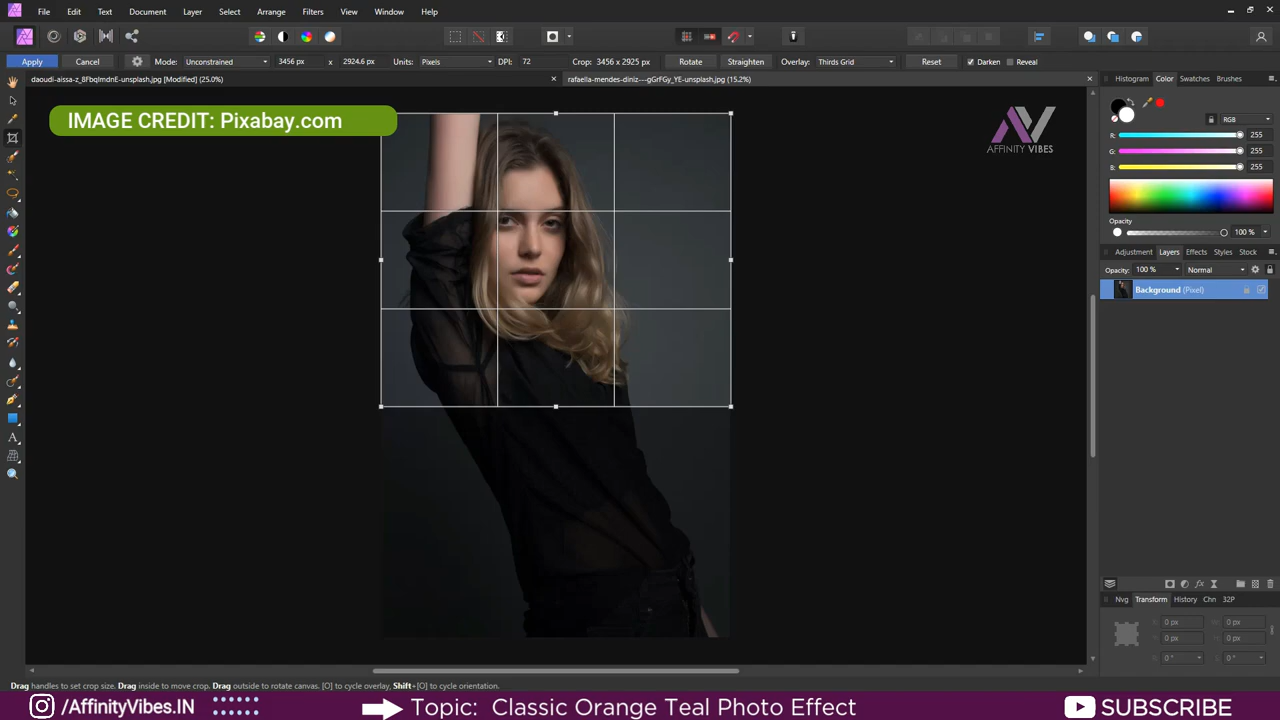 File Edit Text Document Layer Select Arrange Filters View Window Help
Apply Cancel Mode: Unconstrained 3456 px x 2924.6 px Units: Pixels DPI: 72 Crop: 3456 x 2925 px Rotate Straighten Overlay: Thirds Grid Reset Darken Reveal
daoudi-aissa-z_8FbqImdnE-unsplash.jpg [Modified] (25.0%) rafaella-mendes-diniz---gGrFGy_YE-unsplash.jpg (15.2%)
Histogram Color Swatches Brushes
IMAGE CREDIT: Pixabay.com
AV
AFFINITY VIBES
RGB
R: 255
G: 255
B: 255
Opacity
100 %
Adjustment Layers Effects Styles Stock
Opacity: 100 % Normal
Background (Pixel)
Nvg Transform History Chn 32P
X: 0 px W: 0 px
Y: 0 px H: 0 px
R: 0 ° S: 0 °
Drag handles to set crop size. Drag inside to move crop. Drag outside to rotate canvas. [O] to cycle overlay, Shift+[O] to cycle orientation.
/AffinityVibes.IN Topic: Classic Orange Teal Photo Effect SUBSCRIBE